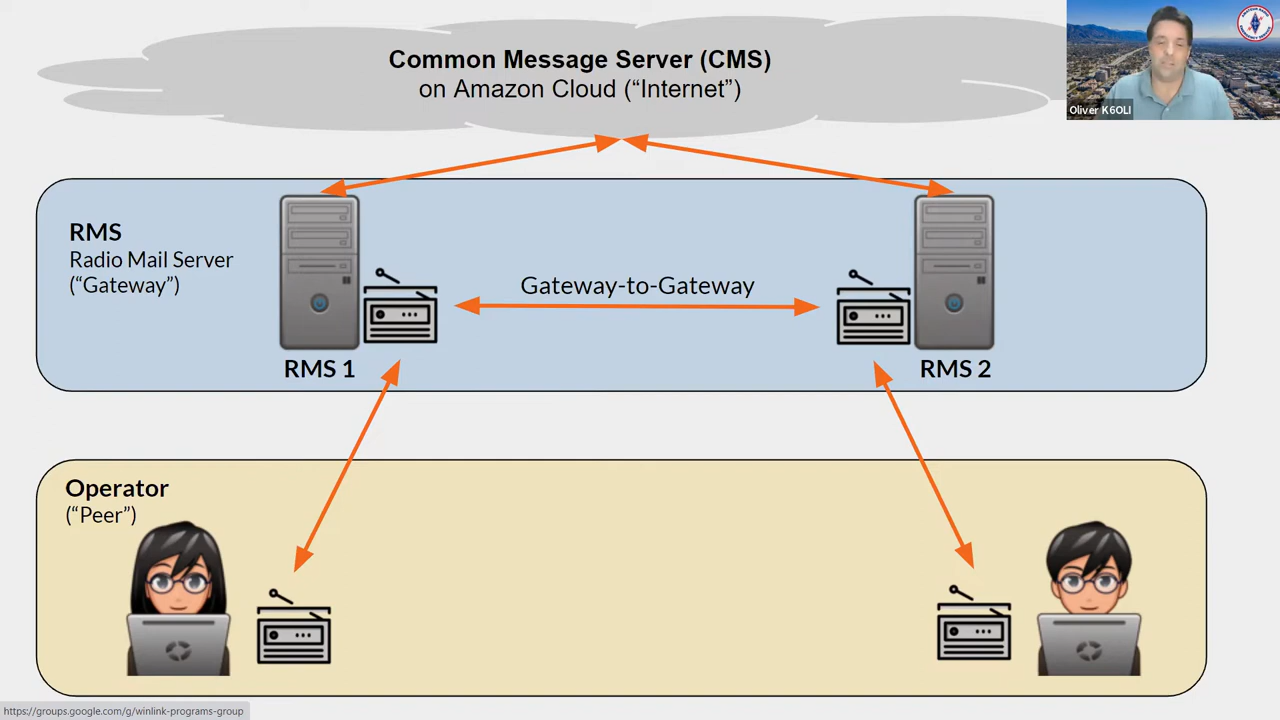 Common Message Server (CMS)
on Amazon Cloud (“Internet”)
Oliver K6OLI
RMS
Radio Mail Server
(“Gateway”)
Gateway-to-Gateway
RMS 1
RMS 2
Operator
(“Peer”)
https://groups.google.com/g/winlink-programs-group